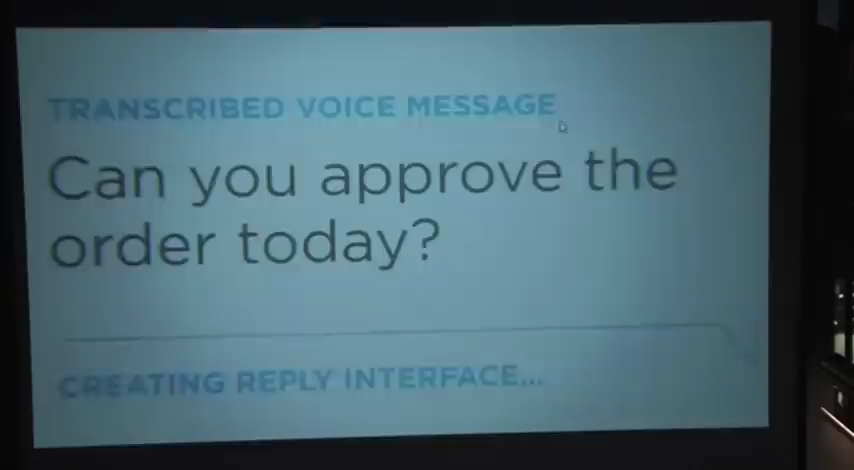 TRANSCRIBED VOICE MESSAGE
Can you approve the
order today?
CREATING REPLY INTERFACE...